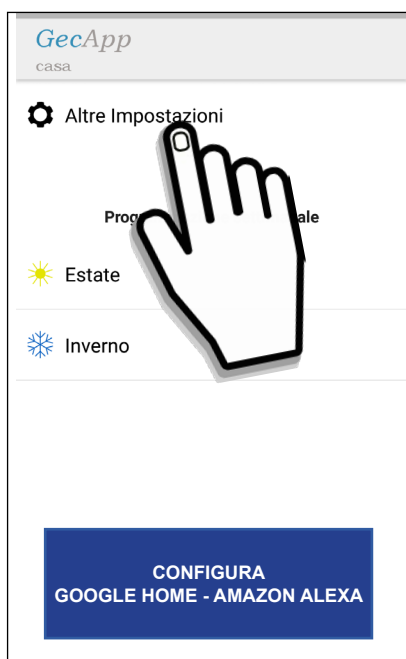 GecApp
casa
Altre Impostazioni
Estate
Inverno
CONFIGURA
GOOGLE HOME - AMAZON ALEXA